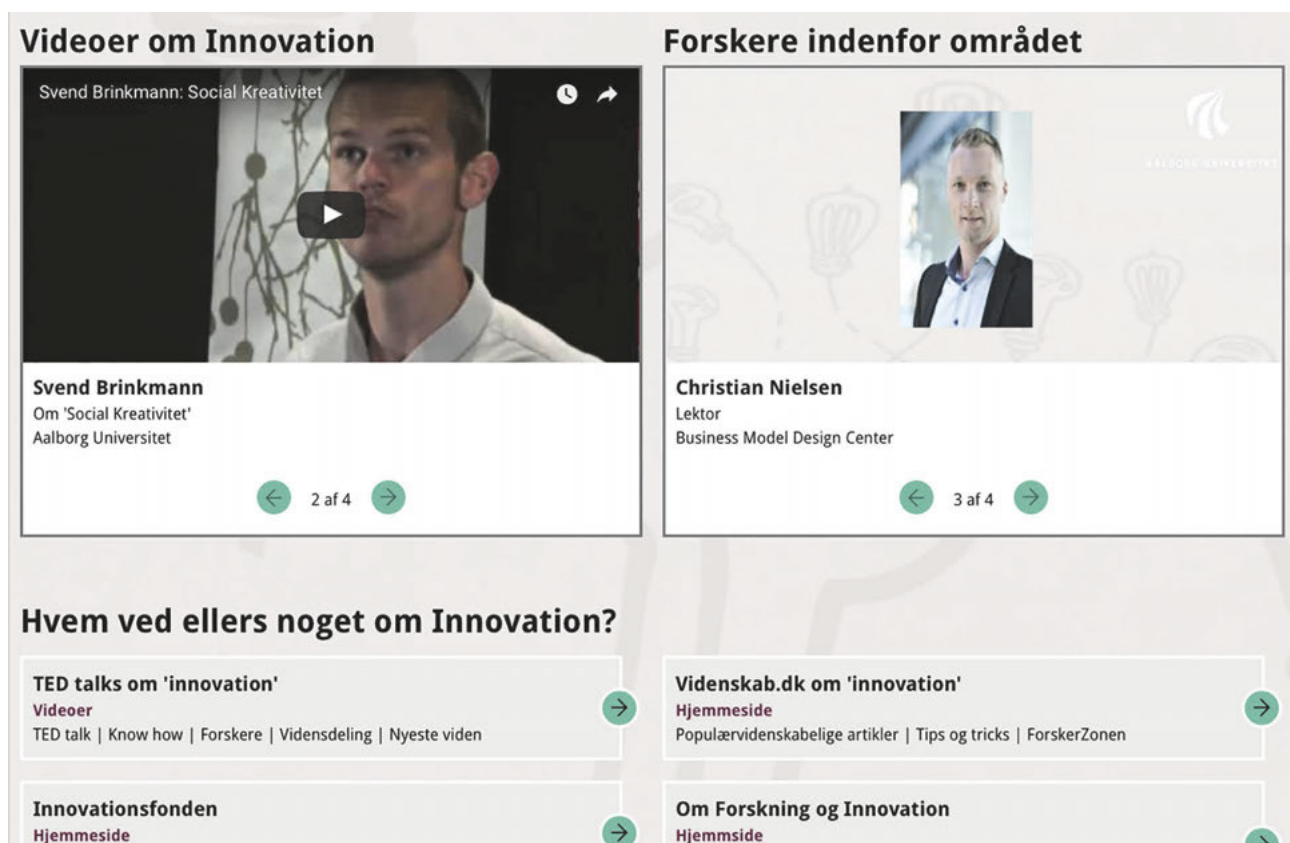 Videoer om Innovation
Svend Brinkmann: Social Kreativitet
Svend Brinkmann
Om 'Social Kreativitet'
Aalborg Universitet
2 af 4
Forskere indenfor området
AALBORG UNIVERSITET
Christian Nielsen
Lektor
Business Model Design Center
3 af 4
Hvem ved ellers noget om Innovation?
TED talks om 'innovation'
Videoer
TED talk | Know how | Forskere | Vidensdeling | Nyeste viden
Videnskab.dk om 'innovation'
Hjemmeside
Populærvidenskabelige artikler | Tips og tricks | ForskerZonen
Innovationsfonden
Hjemmeside
Om Forskning og Innovation
Hjemmside